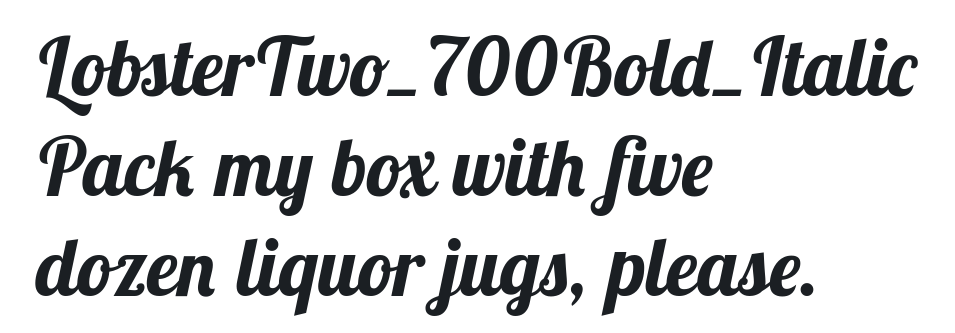 LobsterTwo_700Bold_Italic
Pack my box with five
dozen liquor jugs, please.